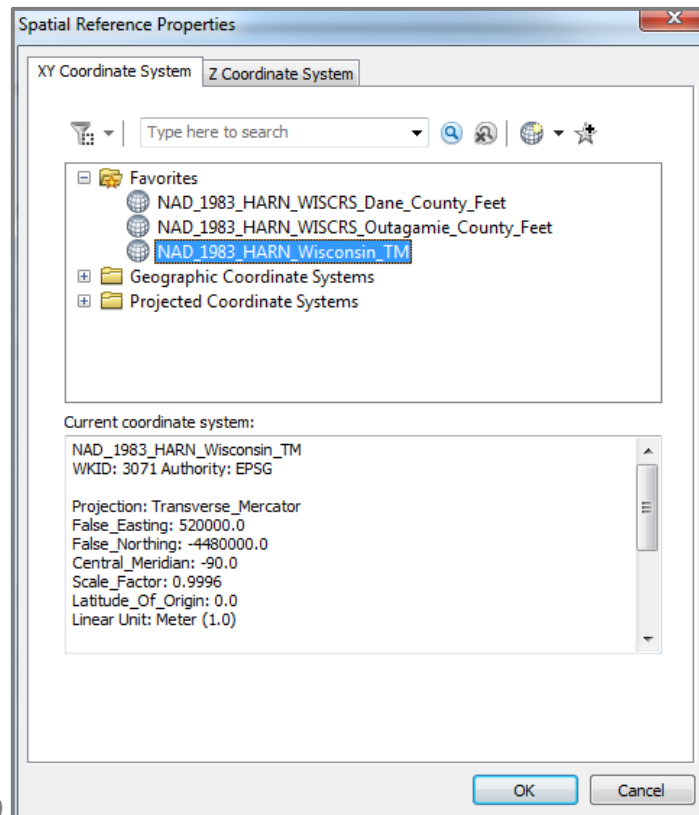 Spatial Reference Properties
XY Coordinate System Z Coordinate System
Type here to search
Favorites
NAD_1983_HARN_WISCRS_Dane_County_Feet
NAD_1983_HARN_WISCRS_Outagamie_County_Feet
NAD_1983_HARN_Wisconsin_TM
Geographic Coordinate Systems
Projected Coordinate Systems
Current coordinate system:
NAD_1983_HARN_Wisconsin_TM
WKID: 3071 Authority: EPSG
Projection: Transverse_Mercator
False_Easting: 520000.0
False_Northing: -4480000.0
Central_Meridian: -90.0
Scale_Factor: 0.9996
Latitude_Of_Origin: 0.0
Linear Unit: Meter (1.0)
OK Cancel